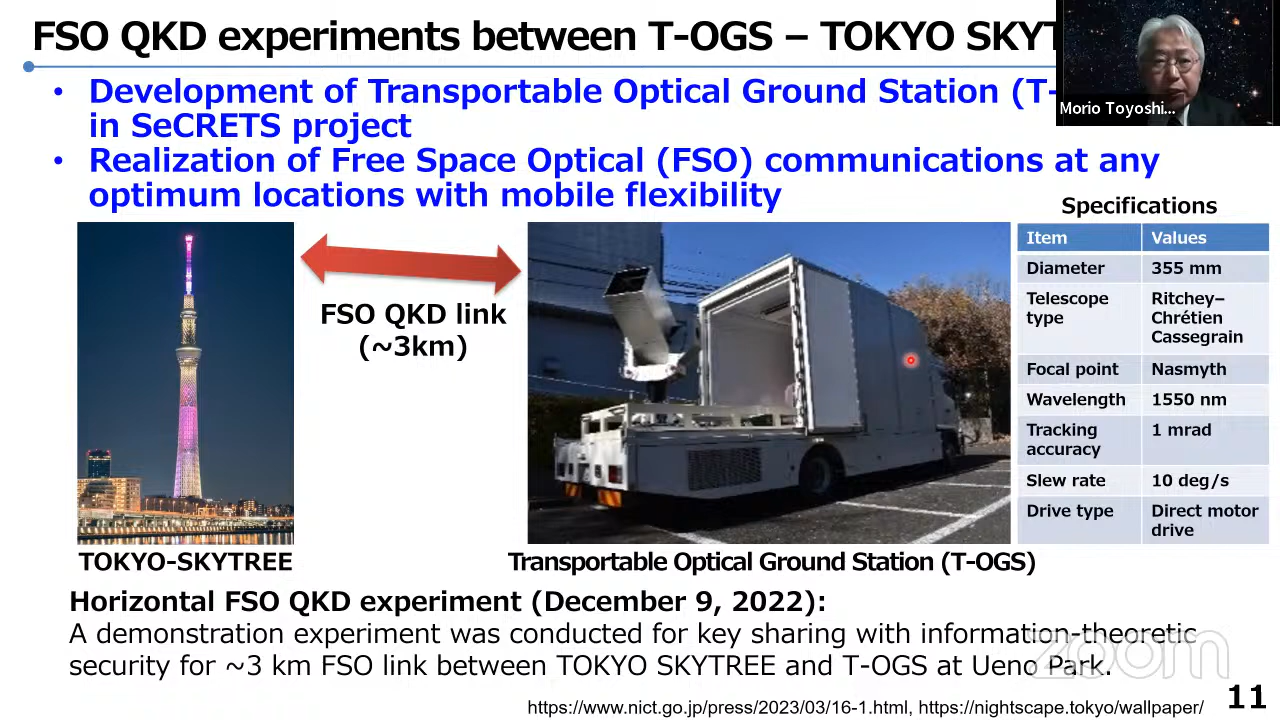 FSO QKD experiments between T-OGS – TOKYO
Morio Toyoshi...
• Development of Transportable Optical Ground Station
in SeCRETS project
• Realization of Free Space Optical (FSO) communications at any
optimum locations with mobile flexibility
FSO QKD link
(~3km)
TOKYO-SKYTREE
Transportable Optical Ground Station (T-OGS)
Specifications
Item Values
Diameter 355 mm
Telescope type Ritchey–
Chrétien
Cassegrain
Focal point Nasmyth
Wavelength 1550 nm
Tracking accuracy 1 mrad
Slew rate 10 deg/s
Drive type Direct motor
drive
Horizontal FSO QKD experiment (December 9, 2022):
A demonstration experiment was conducted for key sharing with information-theoretic
security for ~3 km FSO link between TOKYO SKYTREE and T-OGS at Ueno Park.
zoom
https://www.nict.go.jp/press/2023/03/16-1.html, https://nightscape.tokyo/wallpaper/
11